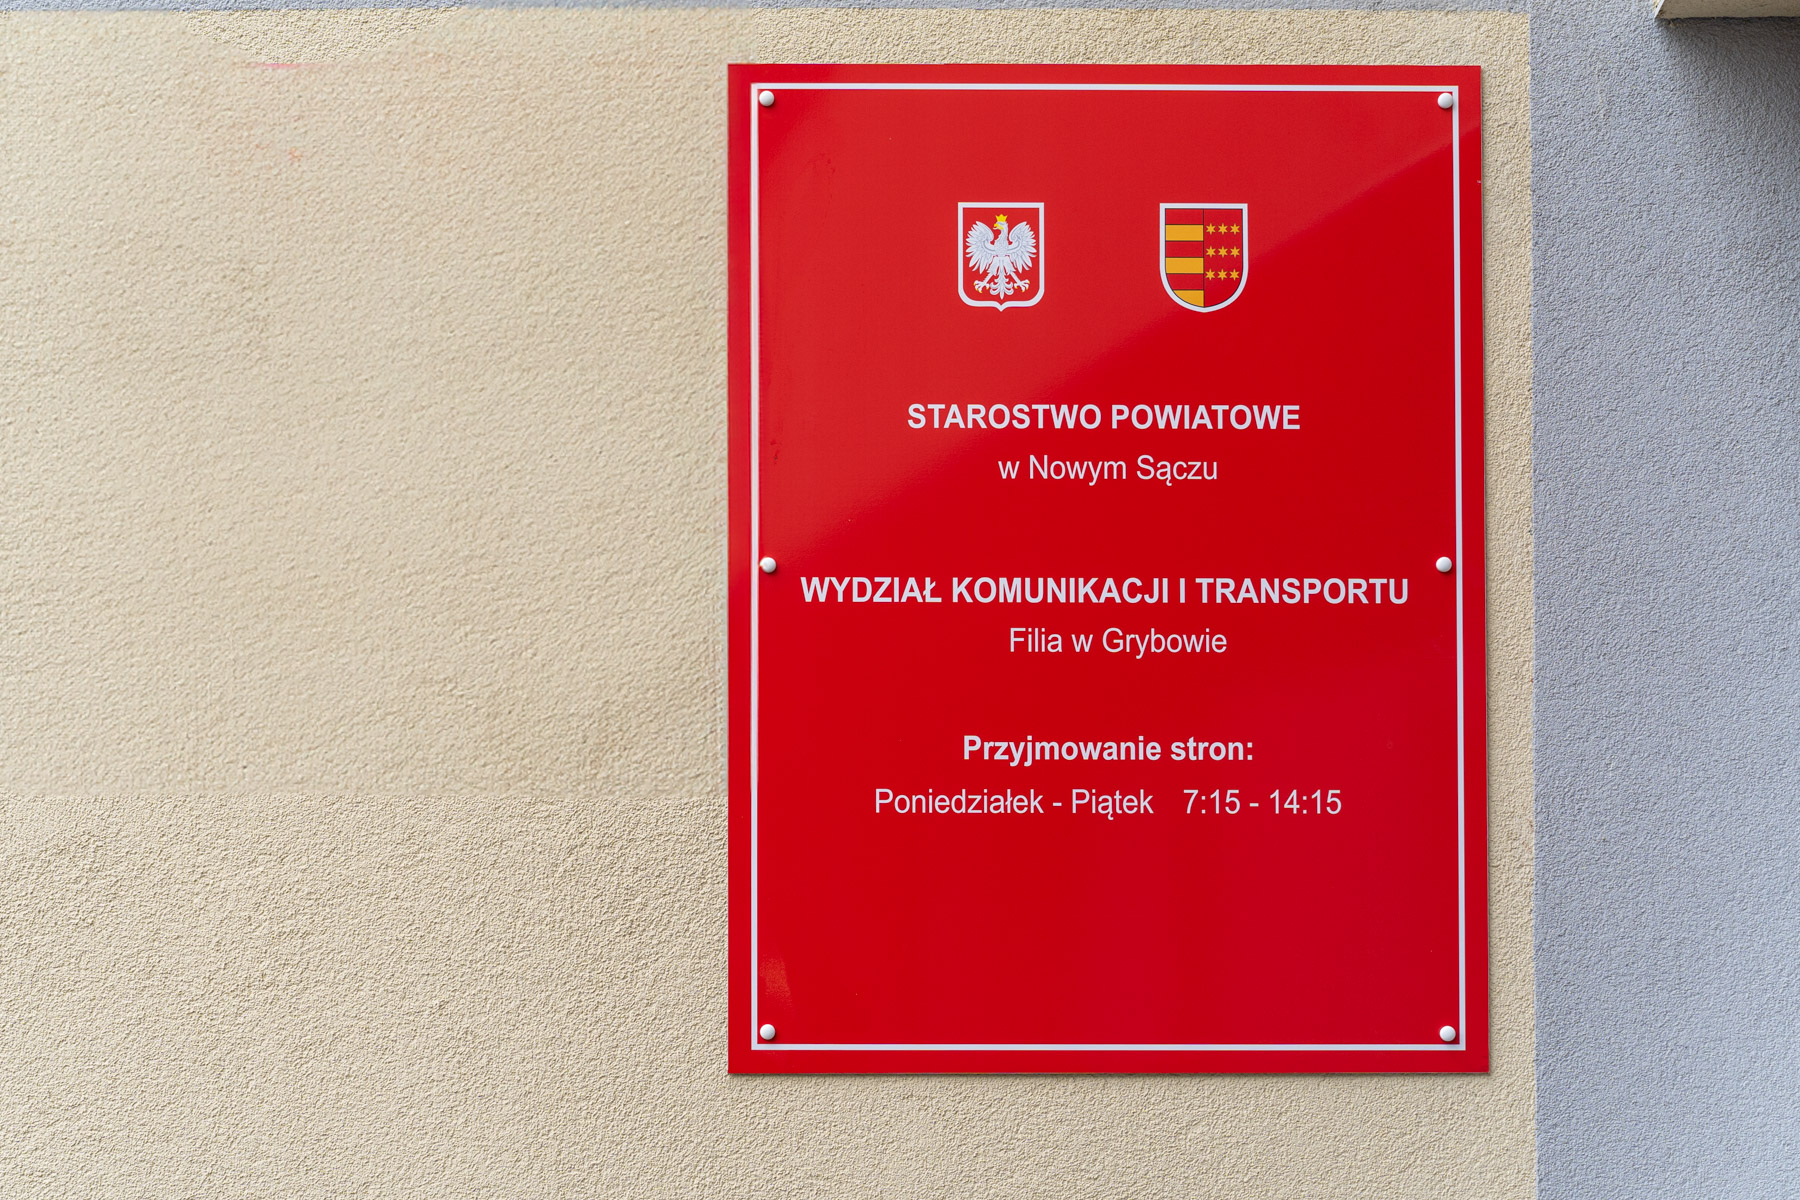 STAROSTWO POWIATOWE
w Nowym Sączu
WYDZIAŁ KOMUNIKACJI I TRANSPORTU
Filia w Grybowie
Przyjmowanie stron:
Poniedziałek - Piątek 7:15 - 14:15